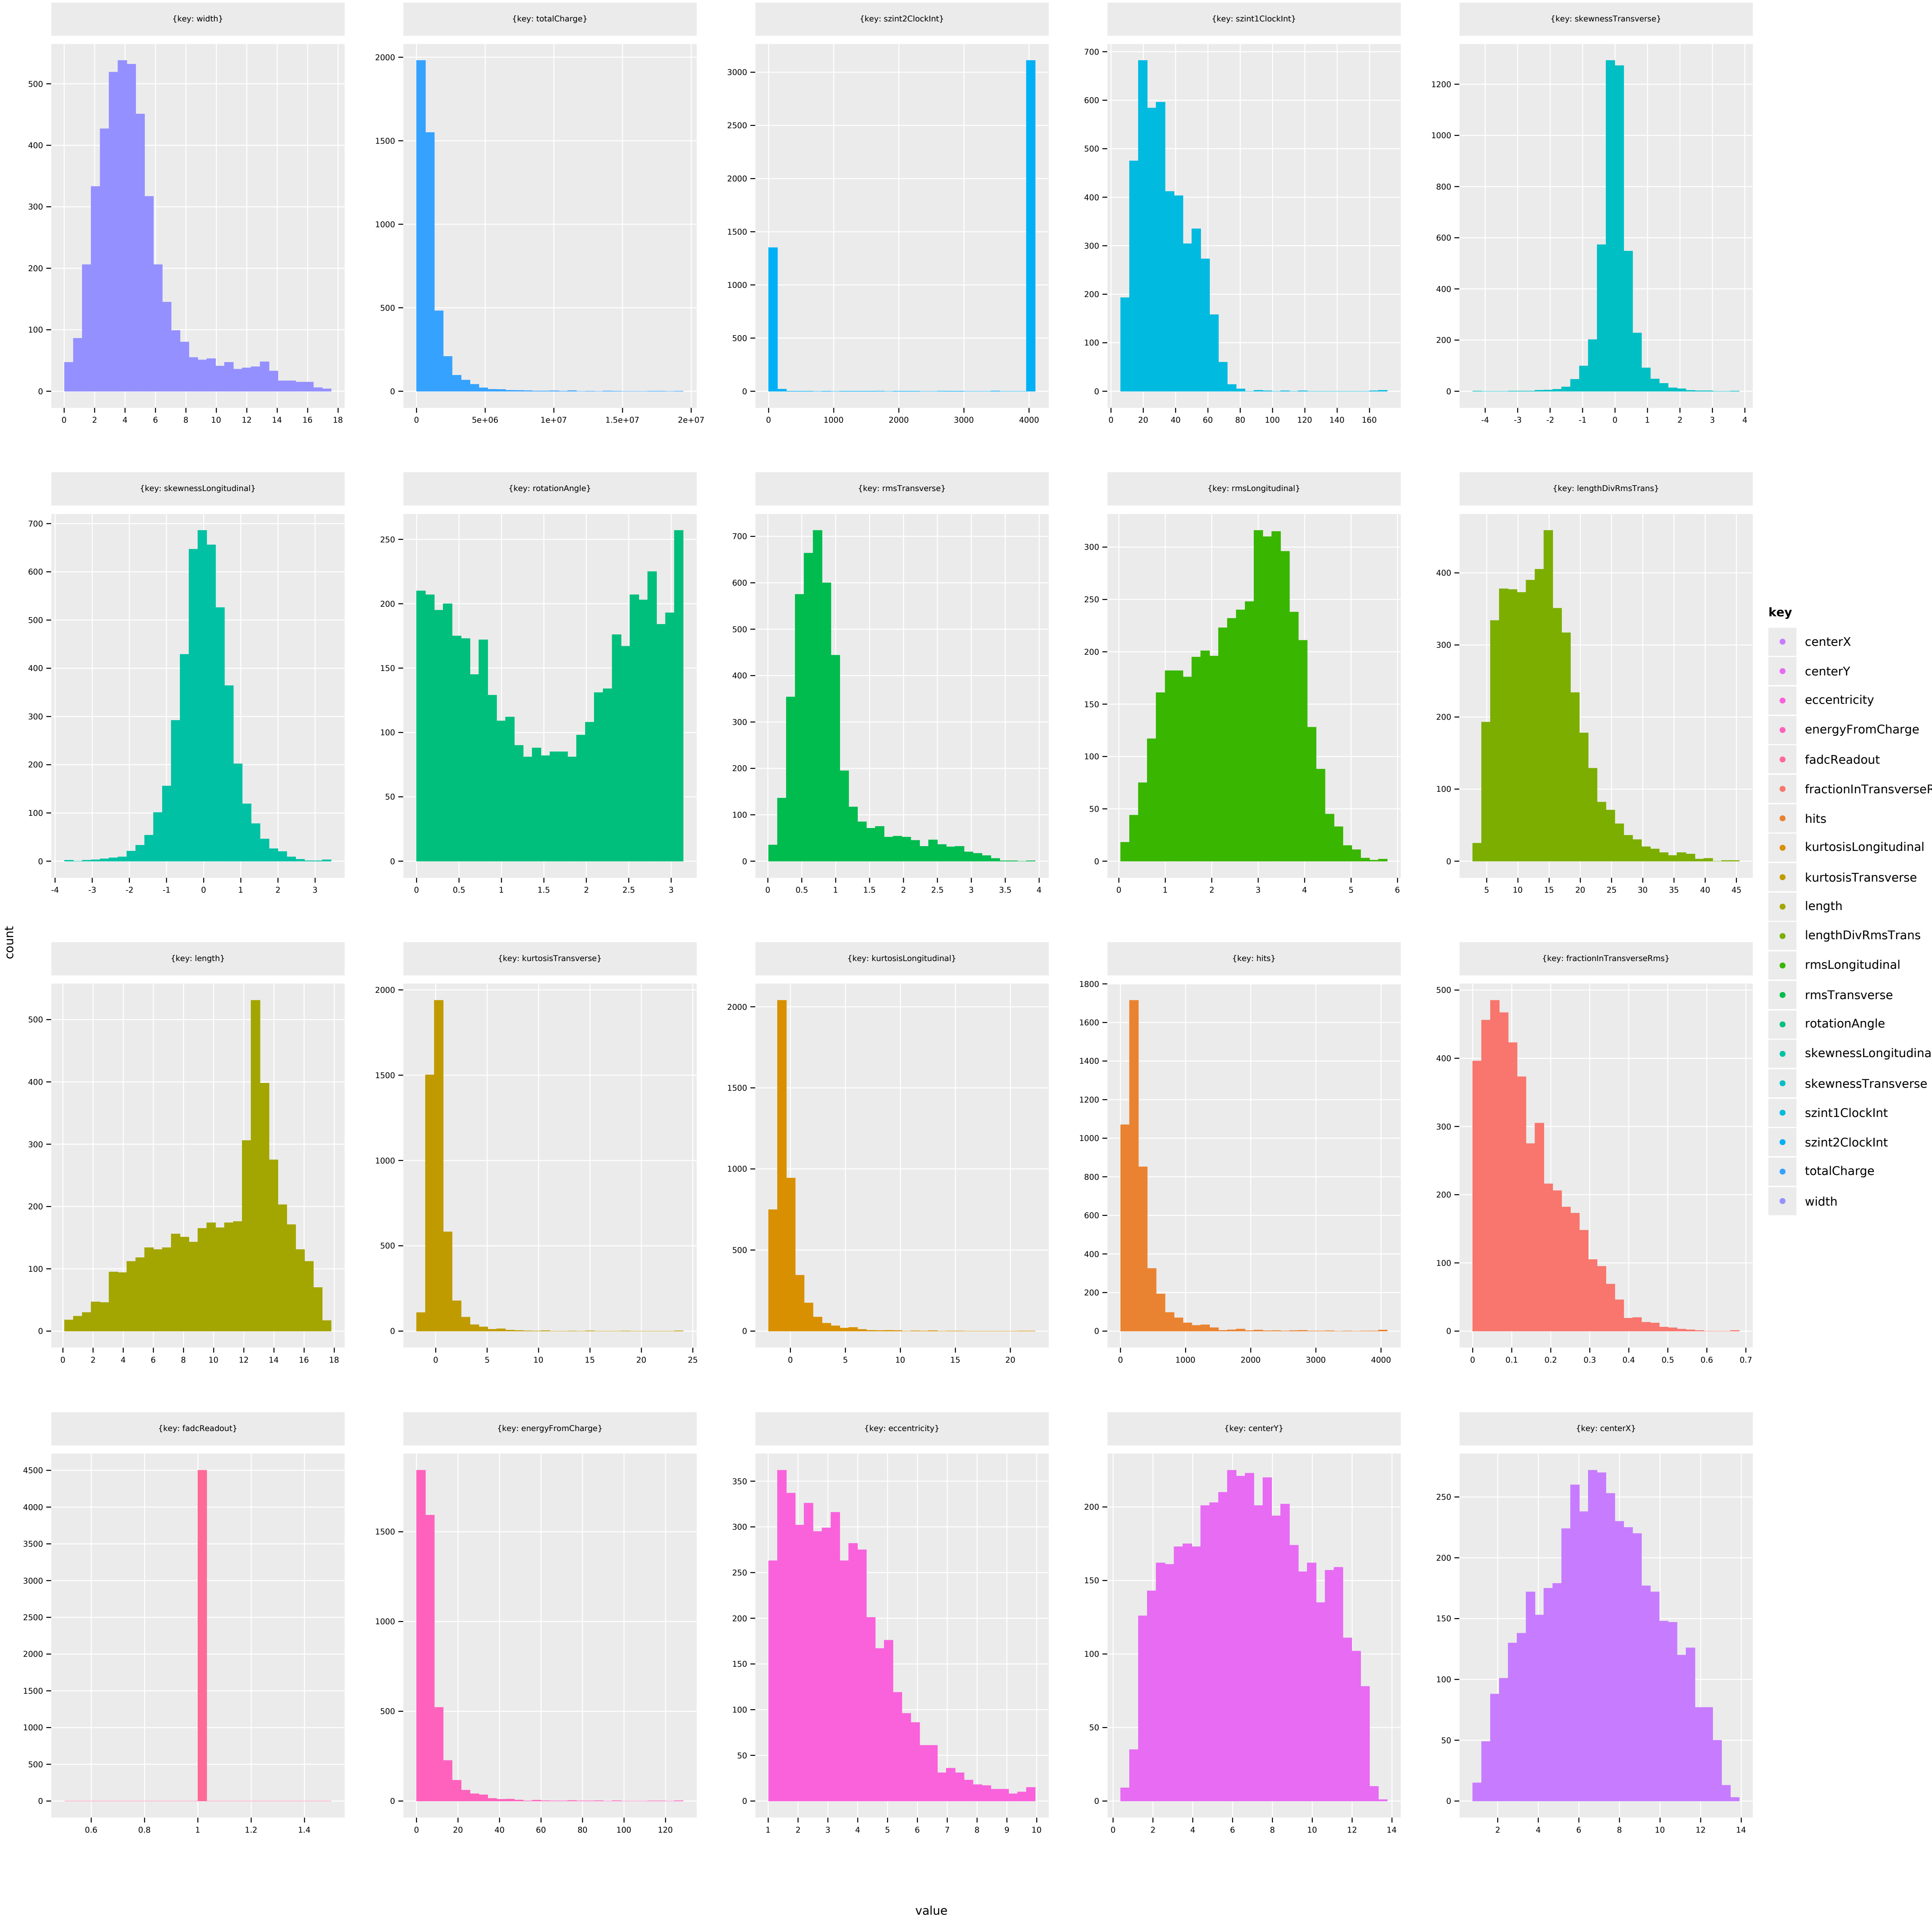 {key: width}
{key: totalCharge}
{key: szint2ClockInt}
{key: szint1ClockInt}
{key: skewnessTransverse}
500
400
300
200
100
0
0 2 4 6 8 10 12 14 16 18
2000
1500
1000
500
0
0 5e+06 1e+07 1.5e+07 2e+07
3000
2500
2000
1500
1000
500
0
0 1000 2000 3000 4000
700
600
500
400
300
200
100
0
0 20 40 60 80 100 120 140 160
1200
1000
800
600
400
200
0
-4 -3 -2 -1 0 1 2 3 4
{key: skewnessLongitudinal}
{key: rotationAngle}
{key: rmsTransverse}
{key: rmsLongitudinal}
{key: lengthDivRmsTrans}
700
600
500
400
300
200
100
0
-4 -3 -2 -1 0 1 2 3
250
200
150
100
50
0
0 0.5 1 1.5 2 2.5 3
700
600
500
400
300
200
100
0
0 0.5 1 1.5 2 2.5 3 3.5 4
300
250
200
150
100
50
0
0 1 2 3 4 5 6
400
300
200
100
0
5 10 15 20 25 30 35 40 45
{key: length}
{key: kurtosisTransverse}
{key: kurtosisLongitudinal}
{key: hits}
{key: fractionInTransverseRms}
500
400
300
200
100
0
0 2 4 6 8 10 12 14 16 18
2000
1500
1000
500
0
0 5 10 15 20 25
2000
1500
1000
500
0
0 5 10 15 20
1800
1600
1400
1200
1000
800
600
400
200
0
0 1000 2000 3000 4000
500
400
300
200
100
0
0 0.1 0.2 0.3 0.4 0.5 0.6 0.7
{key: fadcReadout}
{key: energyFromCharge}
{key: eccentricity}
{key: centerY}
{key: centerX}
4500
4000
3500
3000
2500
2000
1500
1000
500
0
0.6 0.8 1 1.2 1.4
1500
1000
500
0
0 20 40 60 80 100 120
350
300
250
200
150
100
50
0
1 2 3 4 5 6 7 8 9 10
200
150
100
50
0
0 2 4 6 8 10 12 14
250
200
150
100
50
0
2 4 6 8 10 12 14
count
value
key
centerX
centerY
eccentricity
energyFromCharge
fadcReadout
fractionInTransverseR
hits
kurtosisLongitudinal
kurtosisTransverse
length
lengthDivRmsTrans
rmsLongitudinal
rmsTransverse
rotationAngle
skewnessLongitudina
skewnessTransverse
szint1ClockInt
szint2ClockInt
totalCharge
width